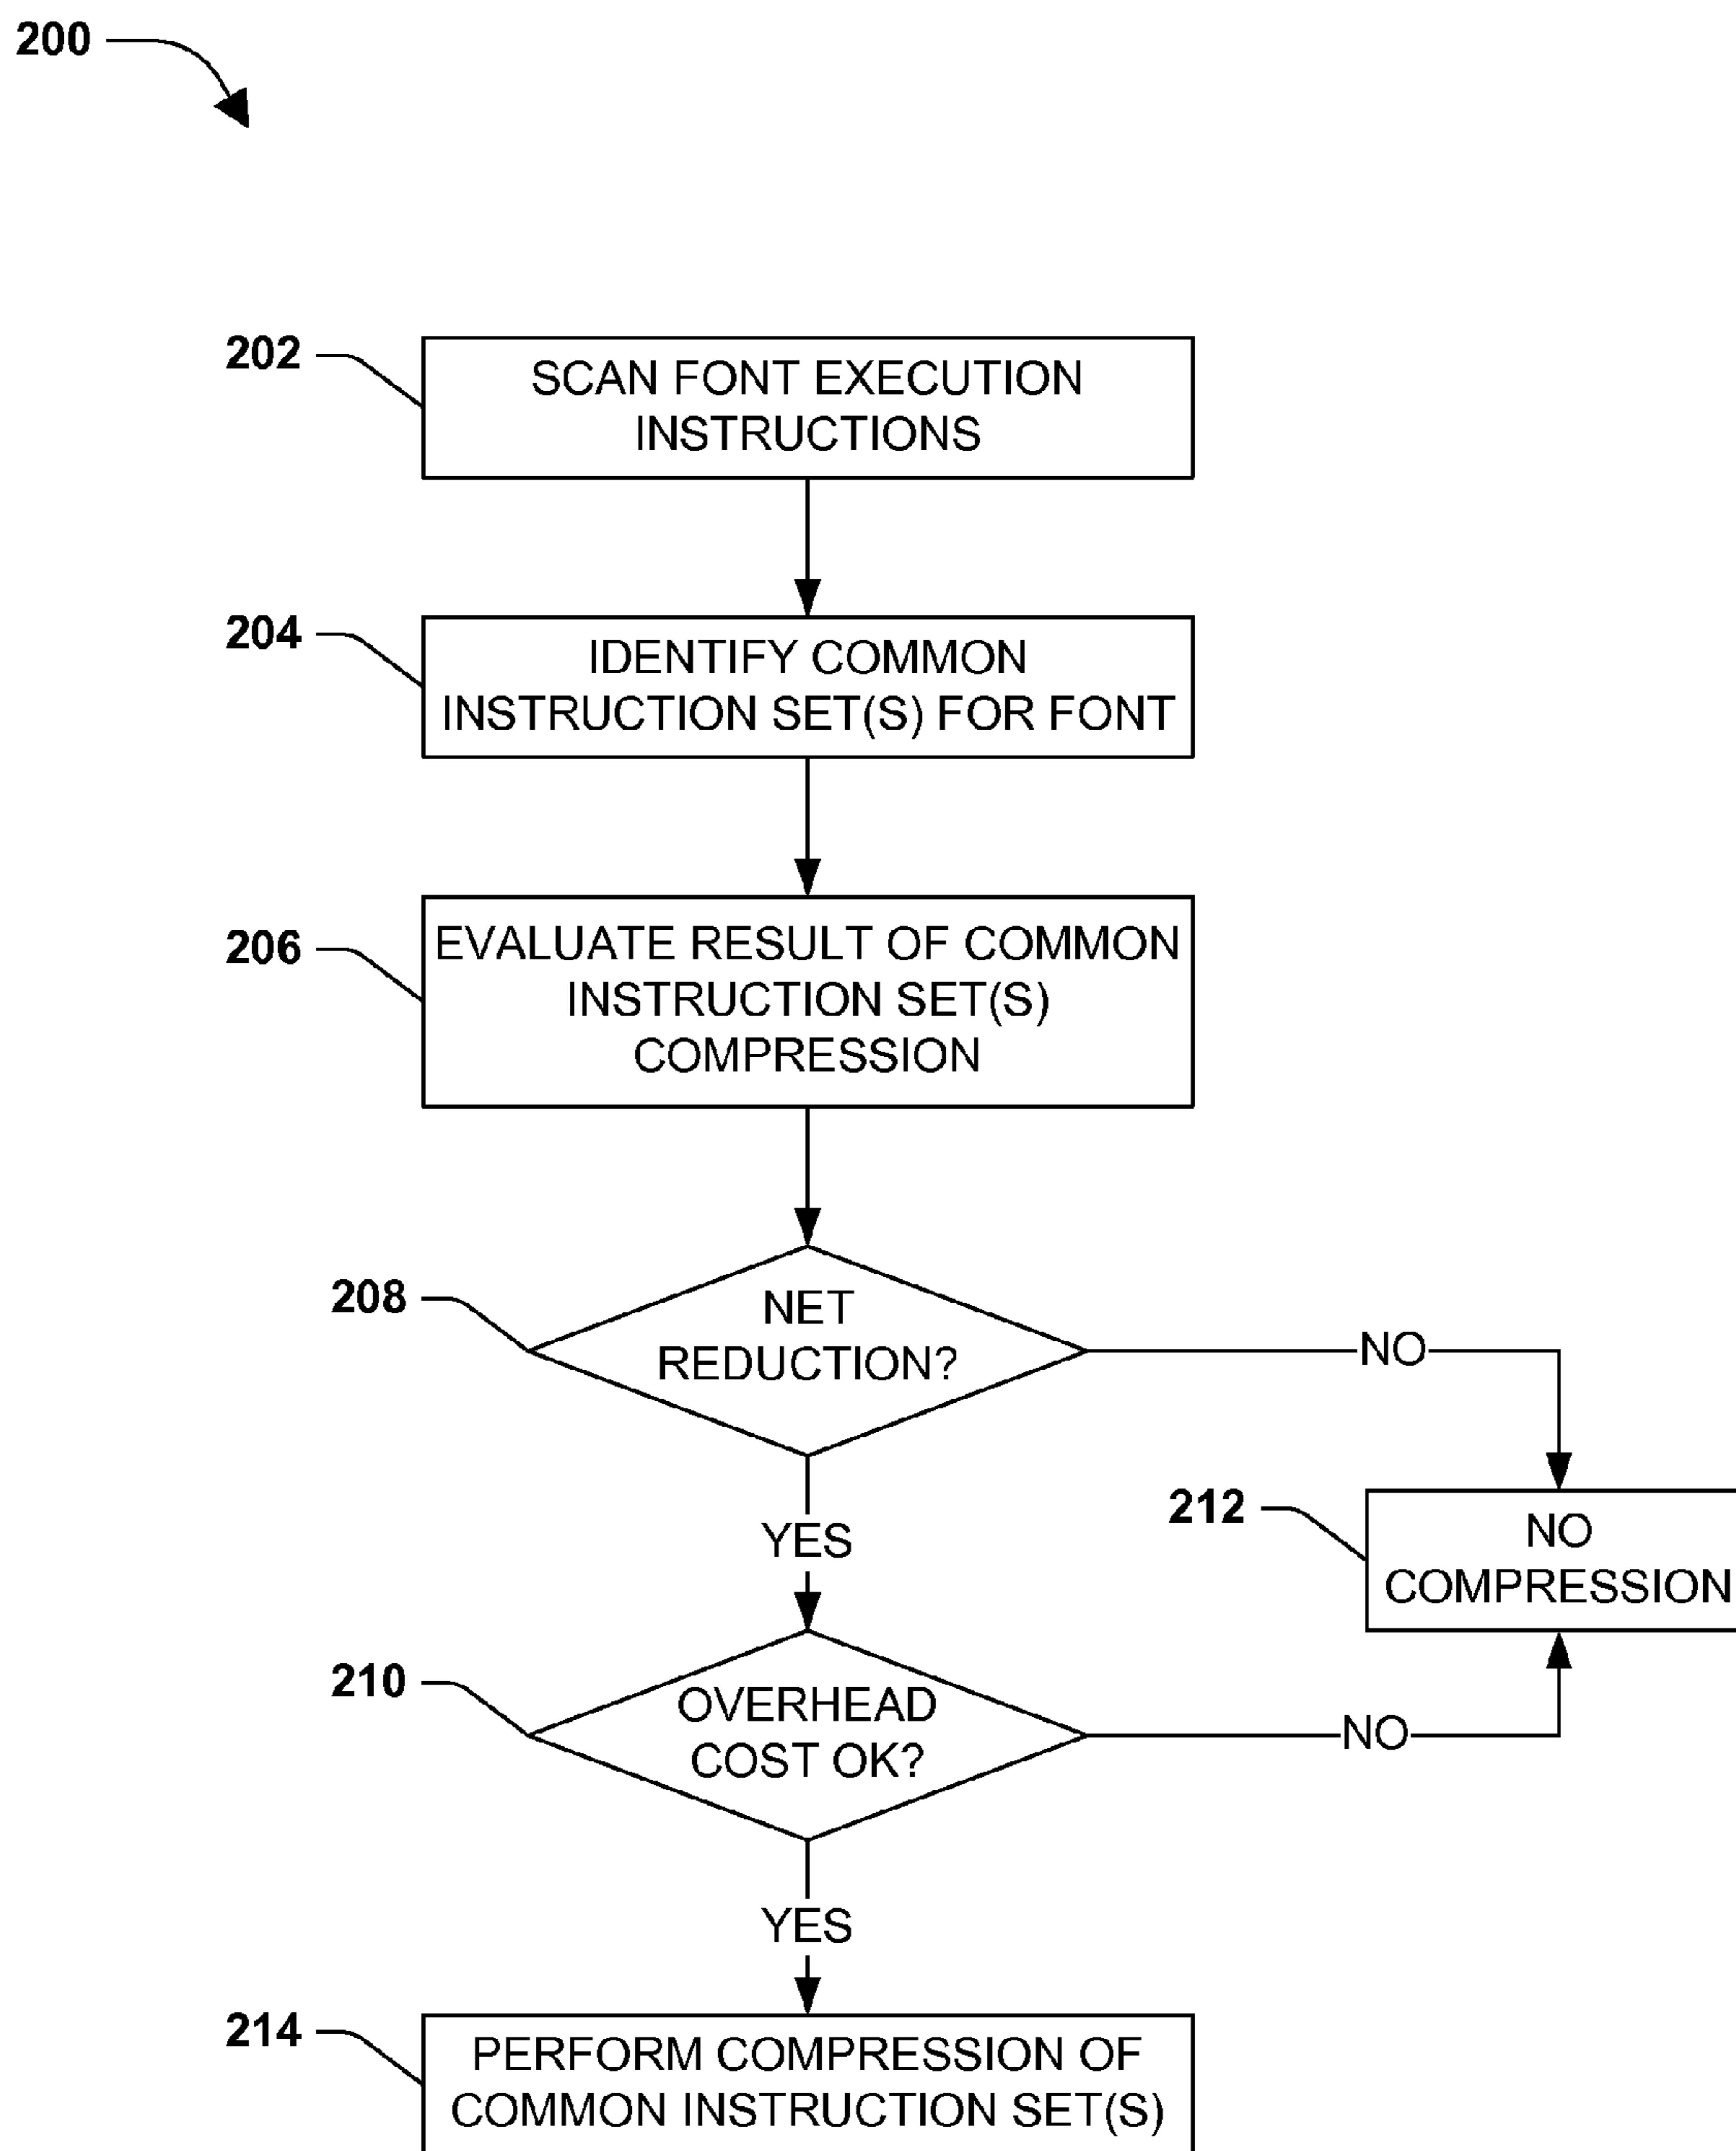 200
202
SCAN FONT EXECUTION
INSTRUCTIONS
204
IDENTIFY COMMON
INSTRUCTION SET(S) FOR FONT
206
EVALUATE RESULT OF COMMON
INSTRUCTION SET(S)
COMPRESSION
208
NET
REDUCTION?
NO
YES
212
NO
COMPRESSION
210
OVERHEAD
COST OK?
NO
YES
214
PERFORM COMPRESSION OF
COMMON INSTRUCTION SET(S)